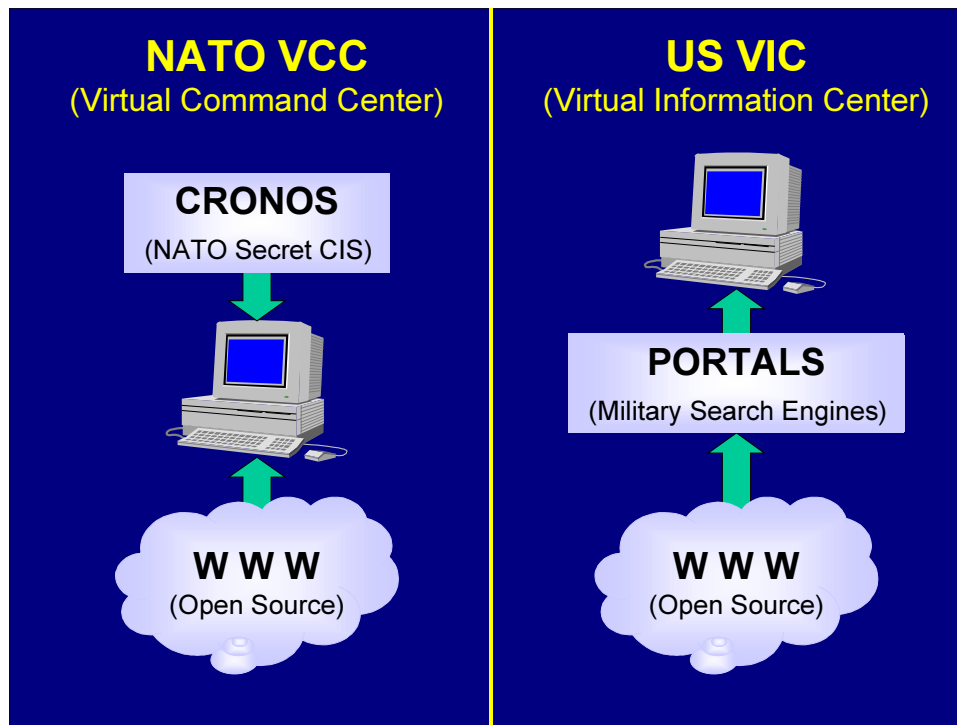 NATO VCC
(Virtual Command Center)
CRONOS
(NATO Secret CIS)
W W W
(Open Source)
US VIC
(Virtual Information Center)
PORTALS
(Military Search Engines)
W W W
(Open Source)